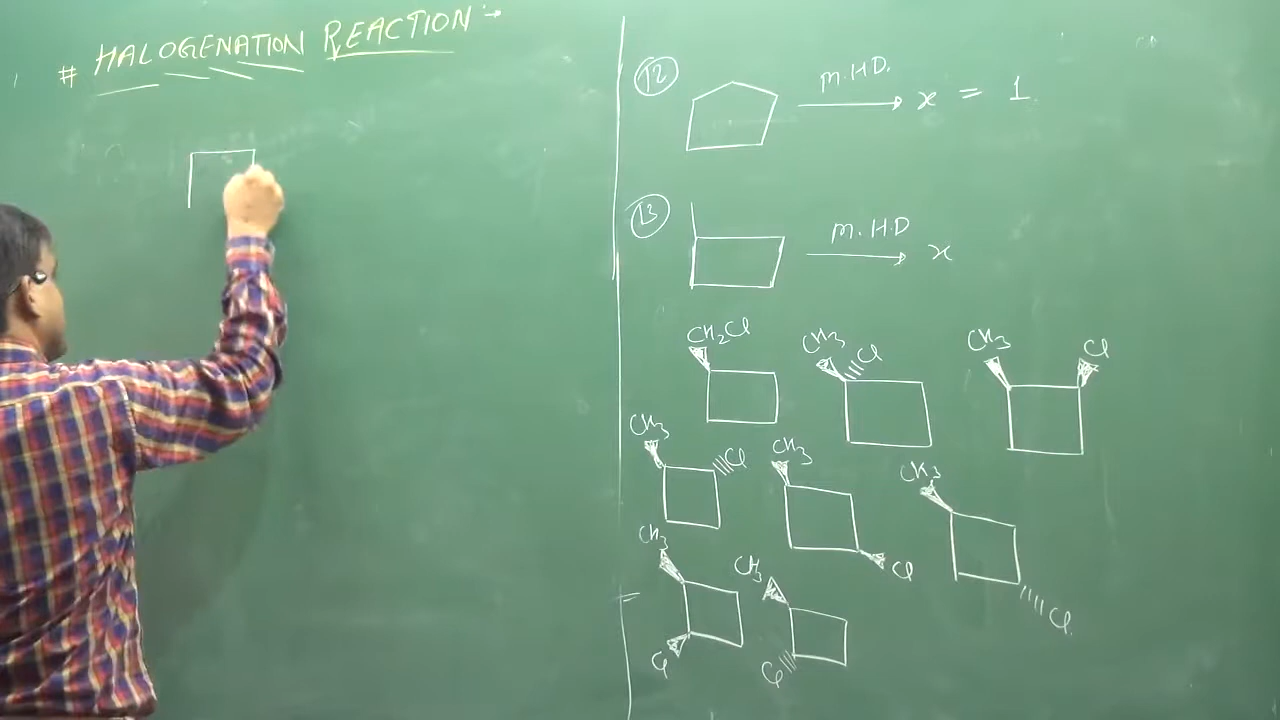 # HALOGENATION REACTION :→
12 M.H.D. x = 1
13 M.H.D x
CH2Cl CH3 Cl CH3 Cl
CH3 Cl CH3 Cl CH3 Cl
CH3 Cl CH3 Cl